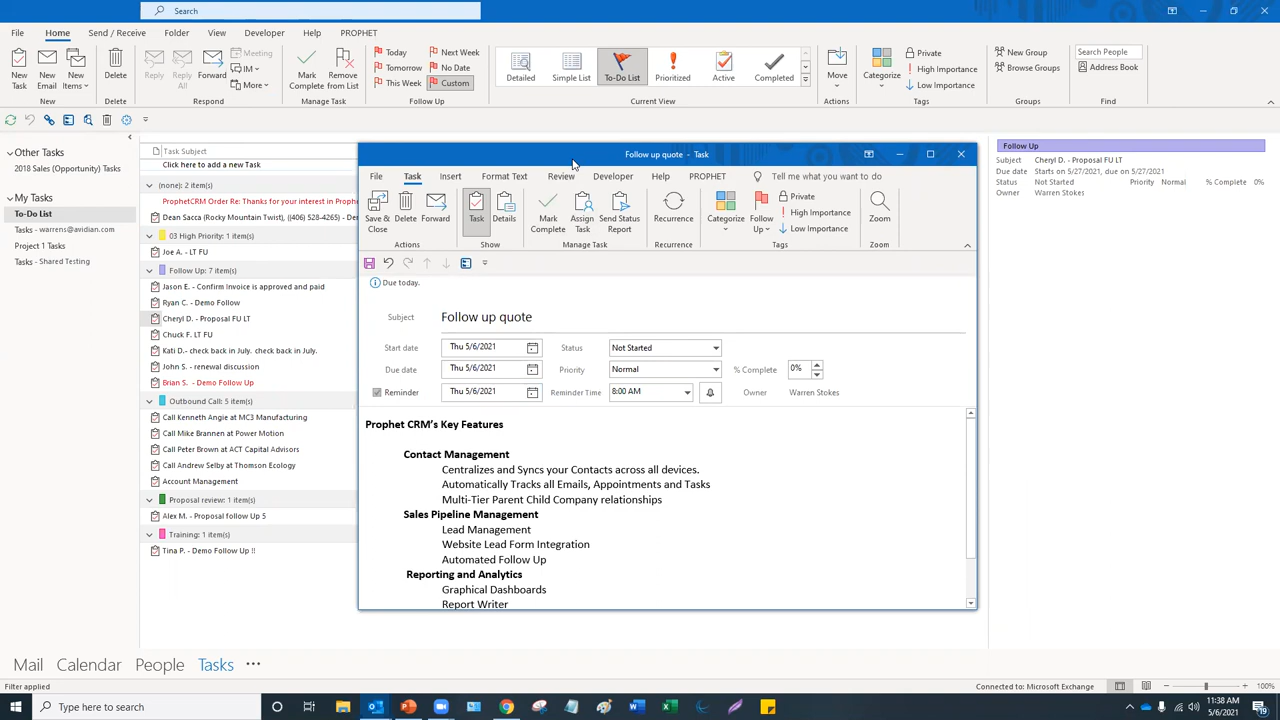 Search
File Home Send / Receive Folder View Developer Help PROPHET
New Task
New Email
New Items
Delete
Reply
Reply All
Forward
Meeting
IM
More
Mark Complete
Remove from List
Today
Tomorrow
This Week
Next Week
No Date
Custom
Detailed
Simple List
To-Do List
Prioritized
Active
Completed
Move
Categorize
Private
High Importance
Low Importance
New Group
Browse Groups
Search People
Address Book
New Delete Respond Manage Task Follow Up Current View Actions Tags Groups Find
Other Tasks
2018 Sales (Opportunity) Tasks
My Tasks
To-Do List
Tasks - warrens@avidian.com
Project 1 Tasks
Tasks - Shared Testing
Task Subject
Click here to add a new Task
(none): 2 item(s)
ProphetCRM Order Re: Thanks for your interest in Prophe
Dean Sacca (Rocky Mountain Twist), ((406) 528-4265) - De
03 High Priority: 1 item(s)
Joe A. - LT FU
Follow Up: 7 item(s)
Jason E. - Confirm Invoice is approved and paid
Ryan C. - Demo Follow
Cheryl D. - Proposal FU LT
Chuck F. LT FU
Kati D.- check back in July. check back in July.
John S. - renewal discussion
Brian S. - Demo Follow Up
Outbound Call: 5 item(s)
Call Kenneth Angie at MC3 Manufacturing
Call Mike Brannen at Power Motion
Call Peter Brown at ACT Capital Advisors
Call Andrew Selby at Thomson Ecology
Account Management
Proposal review: 1 item(s)
Alex M. - Proposal follow Up 5
Training: 1 item(s)
Tina P. - Demo Follow Up !!
Follow up quote - Task
File Task Insert Format Text Review Developer Help PROPHET Tell me what you want to do
Save & Close
Delete
Forward
Task
Details
Mark Complete
Assign Task
Send Status Report
Recurrence
Categorize
Follow Up
Private
High Importance
Low Importance
Zoom
Actions Show Manage Task Recurrence Tags Zoom
Due today.
Subject Follow up quote
Start date Thu 5/6/2021 Status Not Started
Due date Thu 5/6/2021 Priority Normal % Complete 0%
Reminder Thu 5/6/2021 Reminder Time 8:00 AM Owner Warren Stokes
Prophet CRM's Key Features
Contact Management
Centralizes and Syncs your Contacts across all devices.
Automatically Tracks all Emails, Appointments and Tasks
Multi-Tier Parent Child Company relationships
Sales Pipeline Management
Lead Management
Website Lead Form Integration
Automated Follow Up
Reporting and Analytics
Graphical Dashboards
Report Writer
Follow Up
Subject Cheryl D. - Proposal FU LT
Due date Starts on 5/27/2021, due on 5/27/2021
Status Not Started Priority Normal % Complete 0%
Owner Warren Stokes
Mail Calendar People Tasks
Filter applied
Connected to: Microsoft Exchange
100%
Type here to search
11:38 AM
5/6/2021
19